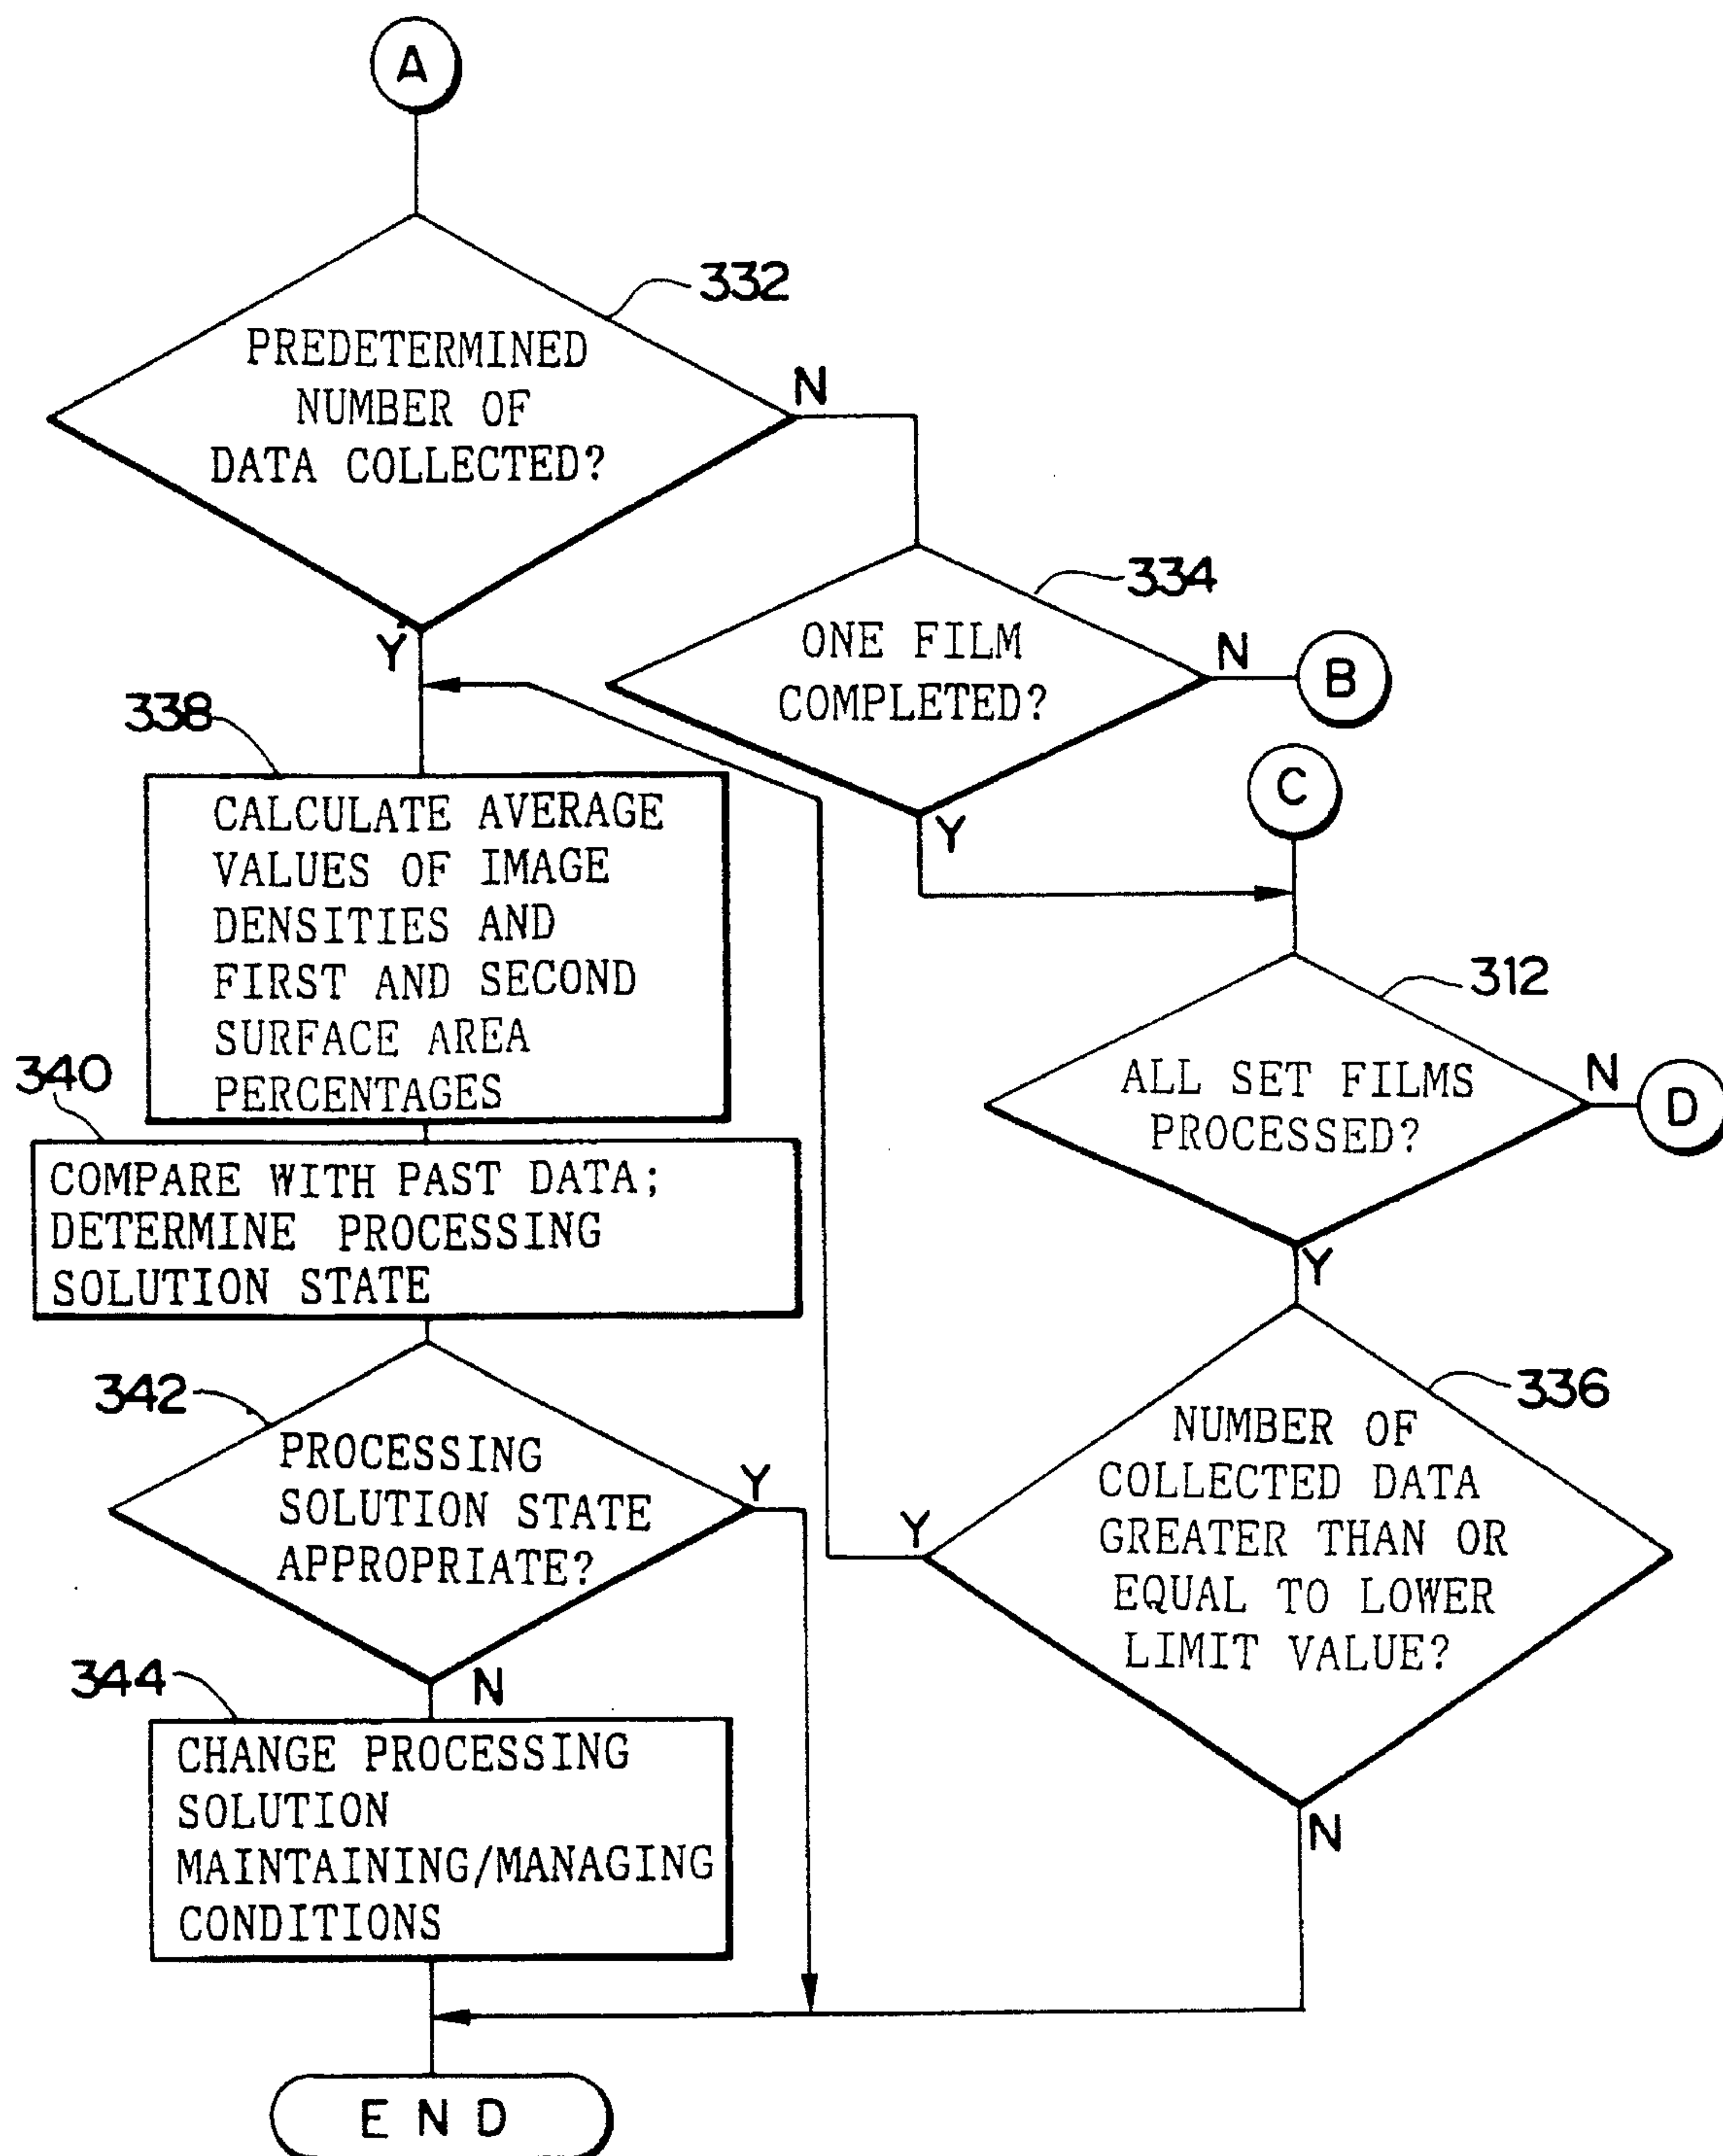 A
332
PREDETERMINED
NUMBER OF
DATA COLLECTED?
N
Y
334
ONE FILM
COMPLETED?
N
B
Y
C
338
CALCULATE AVERAGE
VALUES OF IMAGE
DENSITIES AND
FIRST AND SECOND
SURFACE AREA
PERCENTAGES
312
ALL SET FILMS
PROCESSED?
N
D
Y
340
COMPARE WITH PAST DATA;
DETERMINE PROCESSING
SOLUTION STATE
342
PROCESSING
SOLUTION STATE
APPROPRIATE?
Y
N
336
NUMBER OF
COLLECTED DATA
GREATER THAN OR
EQUAL TO LOWER
LIMIT VALUE?
Y
N
344
CHANGE PROCESSING
SOLUTION
MAINTAINING/MANAGING
CONDITIONS
END